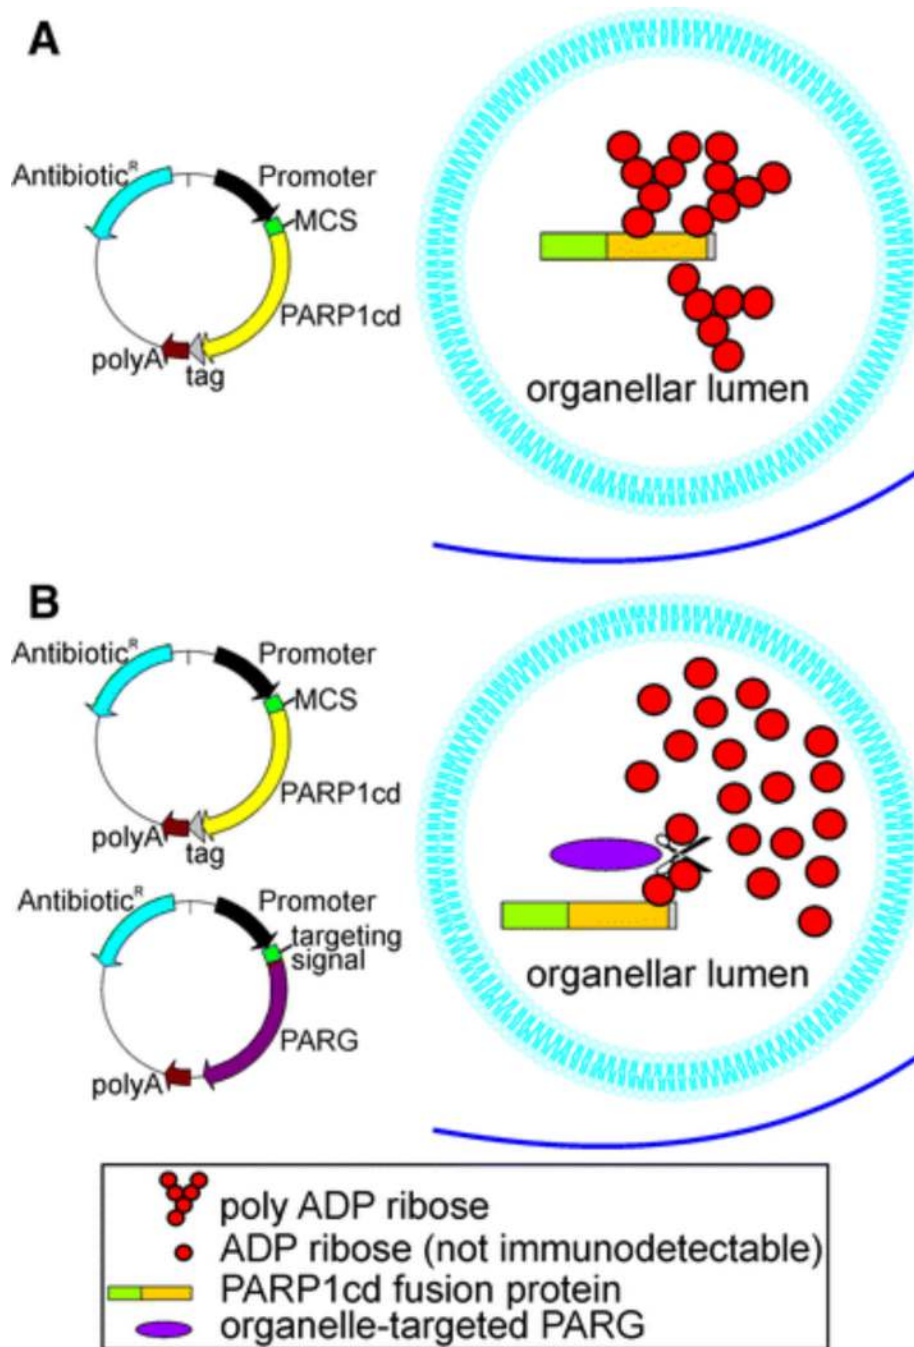 A
Antibiotic^R
Promoter
MCS
PARP1cd
polyA
tag
organellar lumen
B
Antibiotic^R
Promoter
MCS
PARP1cd
polyA
tag
Antibiotic^R
Promoter
targeting
signal
PARG
polyA
organellar lumen
poly ADP ribose
ADP ribose (not immunodetectable)
PARP1cd fusion protein
organelle-targeted PARG